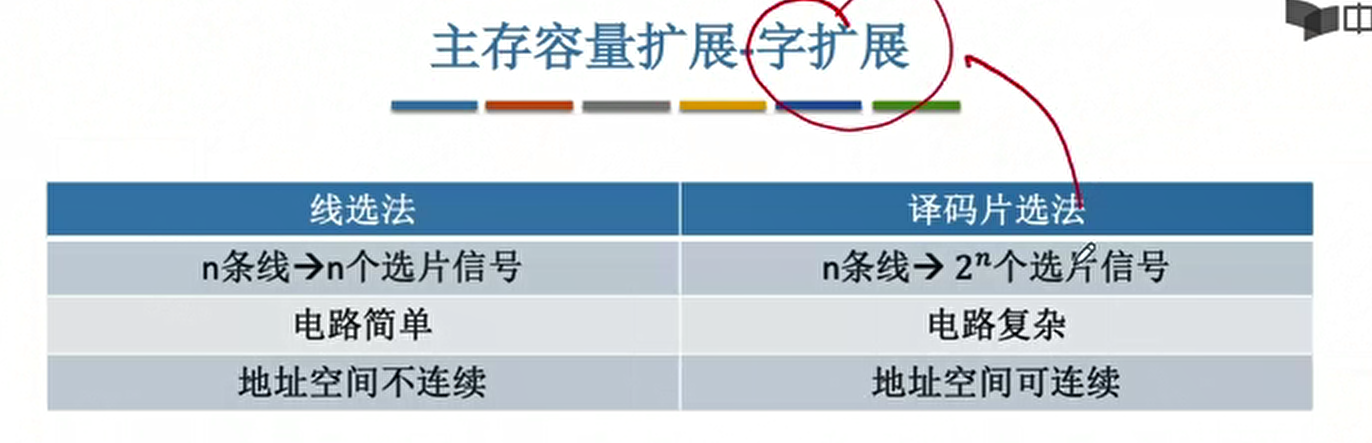 主存容量扩展-字扩展
中
线选法 译码片选法
n条线→n个选片信号 n条线→ 2ⁿ个选片信号
电路简单 电路复杂
地址空间不连续 地址空间可连续